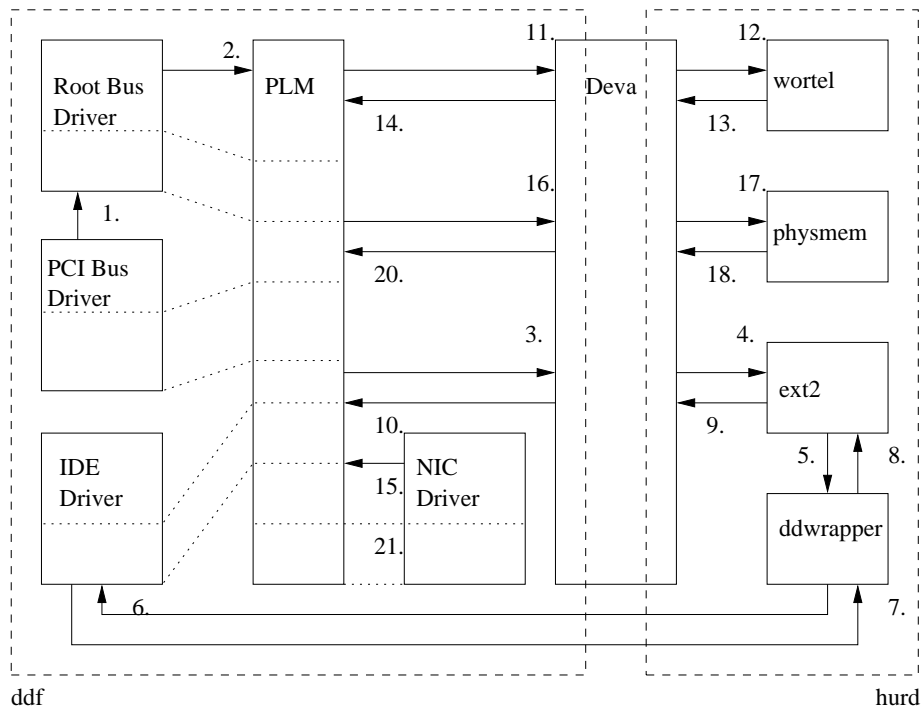 11.
12.
2.
Root Bus
Driver
PLM
Deva
wortel
14.
13.
16.
17.
1.
physmem
PCI Bus
Driver
20.
18.
3.
4.
ext2
10.
9.
IDE
Driver
15.
NIC
Driver
5.
8.
21.
ddwrapper
6.
7.
ddf
hurd